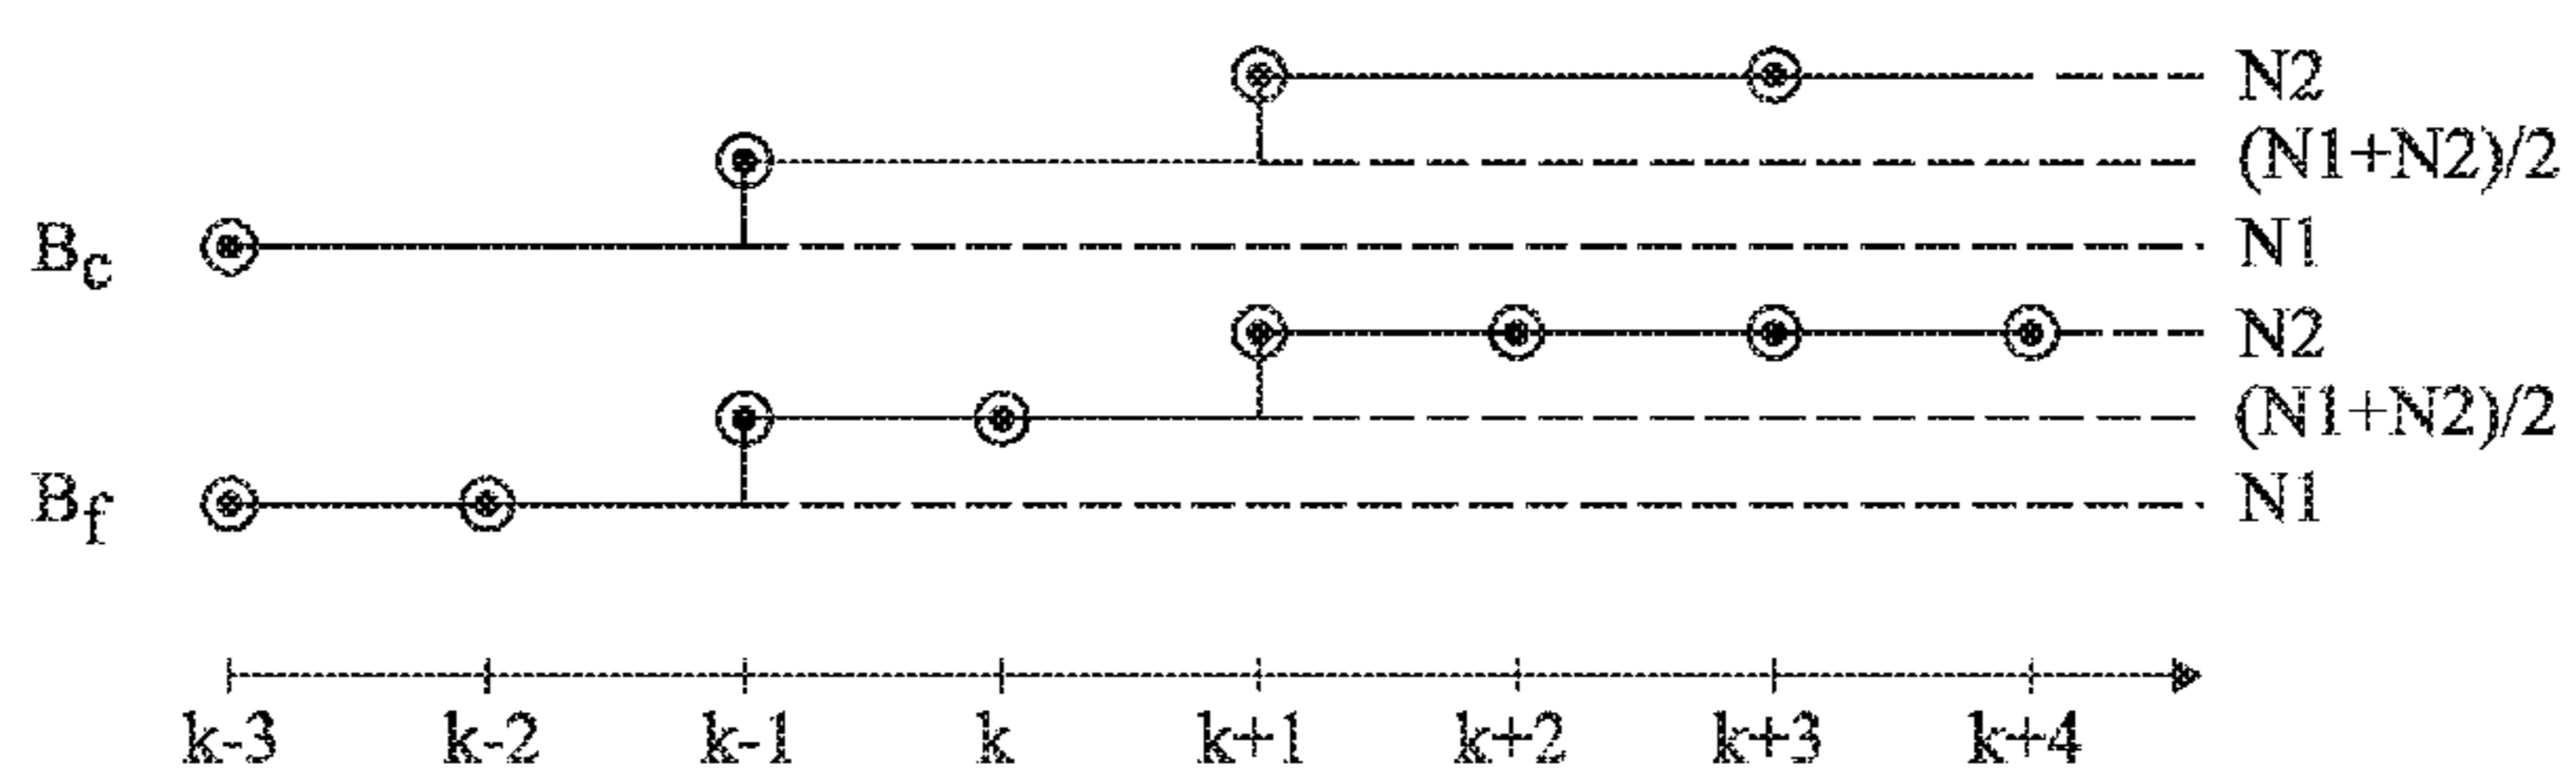 N2
(N1+N2)/2
Bc N1
N2
(N1+N2)/2
Bf N1
k-3 k-2 k-1 k k+1 k+2 k+3 k+4